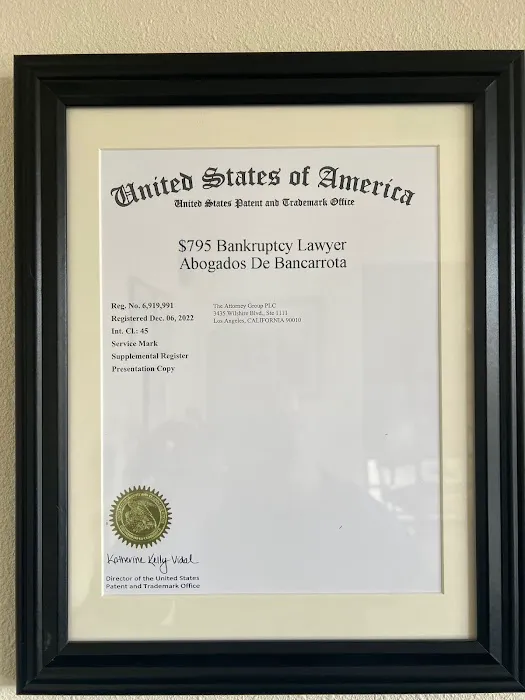 United States of America
United States Patent and Trademark Office
$795 Bankruptcy Lawyer
Abogados De Bancarrota
Reg. No. 6,919,991
Registered Dec. 06, 2022
Int. Cl.: 45
Service Mark
Supplemental Register
Presentation Copy
The Attorney Group PLC
3435 Wilshire Blvd., Ste 1111
Los Angeles, CALIFORNIA 90010
Katherine Kelly Vidal
Director of the United States
Patent and Trademark Office